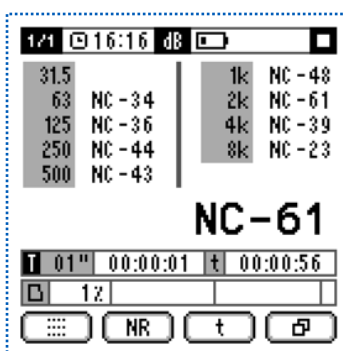 1/1 16:16 dB
31.5 1k NC-48
63 NC-34 2k NC-61
125 NC-36 4k NC-39
250 NC-44 8k NC-23
500 NC-43
NC-61
T 01" 00:00:01 t 00:00:56
1%
NR t